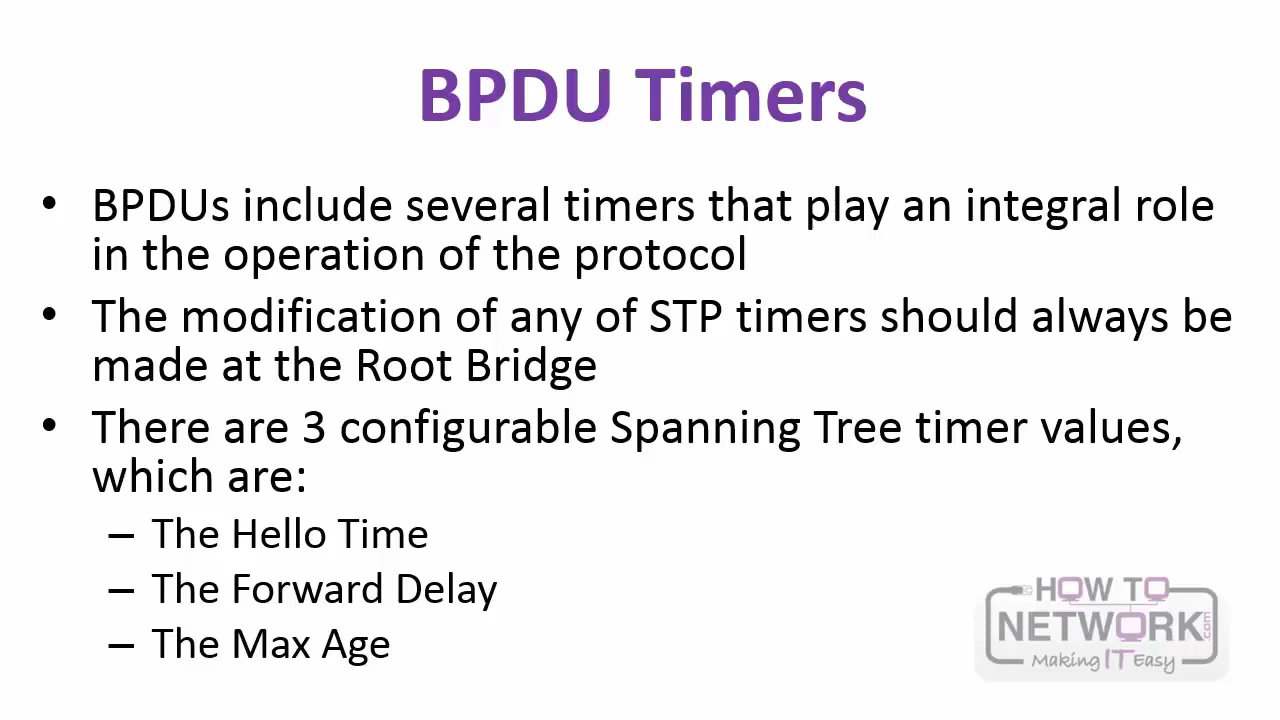 BPDU Timers
• BPDUs include several timers that play an integral role
in the operation of the protocol
• The modification of any of STP timers should always be
made at the Root Bridge
• There are 3 configurable Spanning Tree timer values,
which are:
– The Hello Time
– The Forward Delay
– The Max Age
HOW TO
NETWORK.com
Making IT Easy